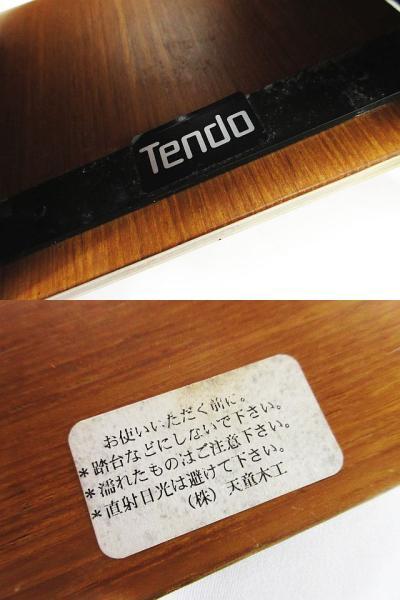 Tendo
お使いいただく前に。
*踏台などにしないで下さい。
*濡れたものはご注意下さい。
*直射日光は避けて下さい。
(株) 天童木工